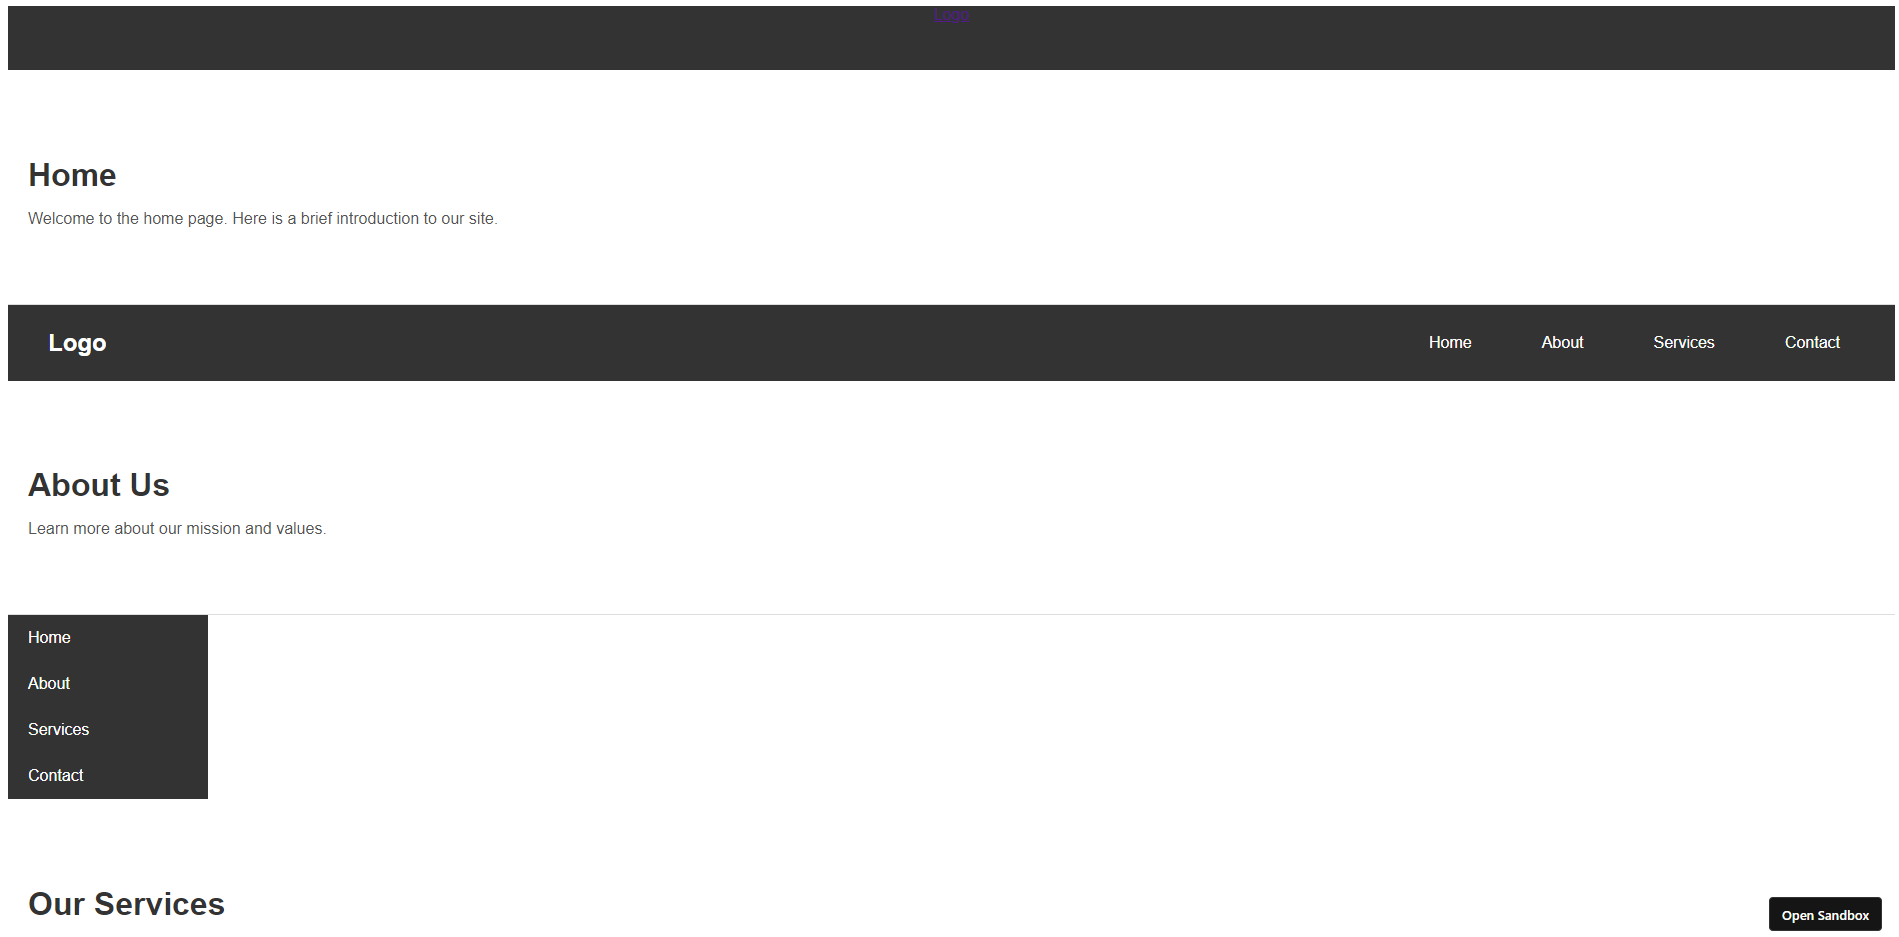 Logo
Home
Welcome to the home page. Here is a brief introduction to our site.
Logo Home About Services Contact
About Us
Learn more about our mission and values.
Home
About
Services
Contact
Our Services
Open Sandbox